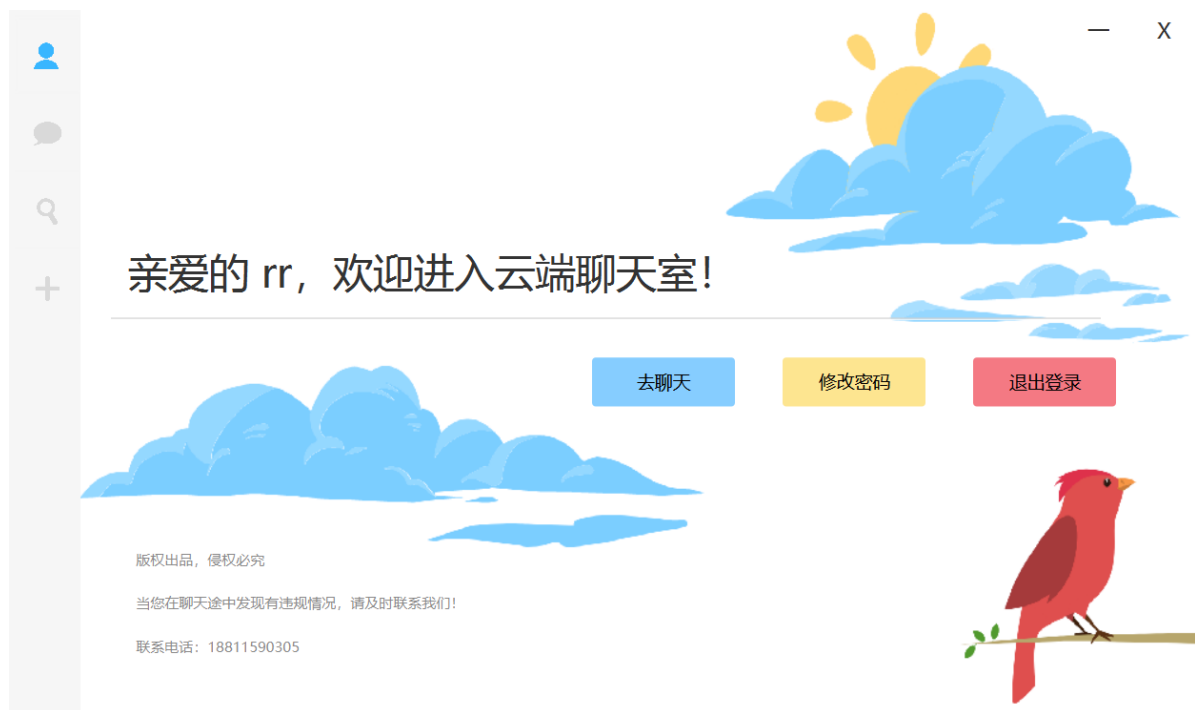 — X
亲爱的 rr，欢迎进入云端聊天室！
去聊天 修改密码 退出登录
版权出品，侵权必究
当您在聊天途中发现有违规情况，请及时联系我们！
联系电话：18811590305